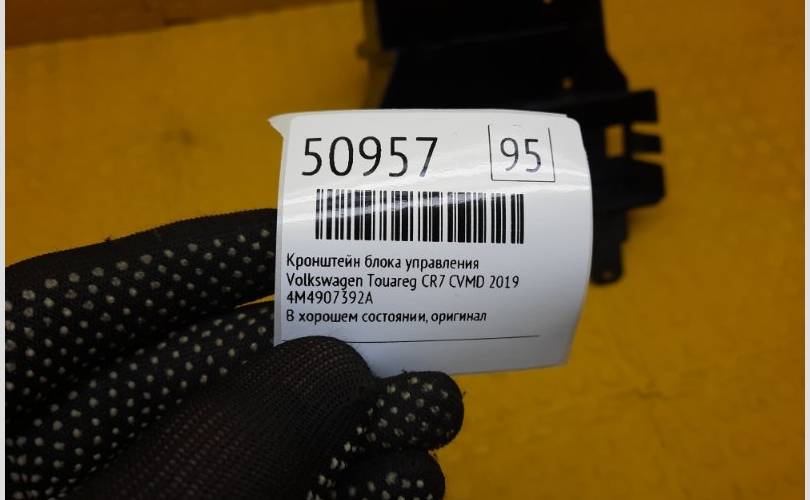 50957 95
Кронштейн блока управления
Volkswagen Touareg CR7 CVMD 2019
4M4907392A
В хорошем состоянии, оригинал